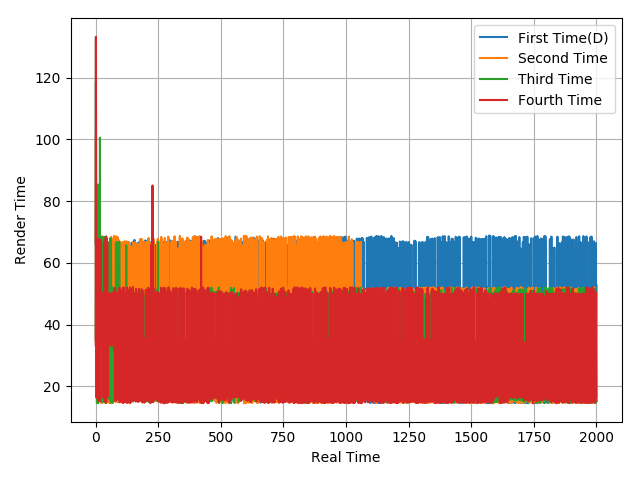 First Time(D)
Second Time
Third Time
Fourth Time
Render Time
120
100
80
60
40
20
0 250 500 750 1000 1250 1500 1750 2000
Real Time